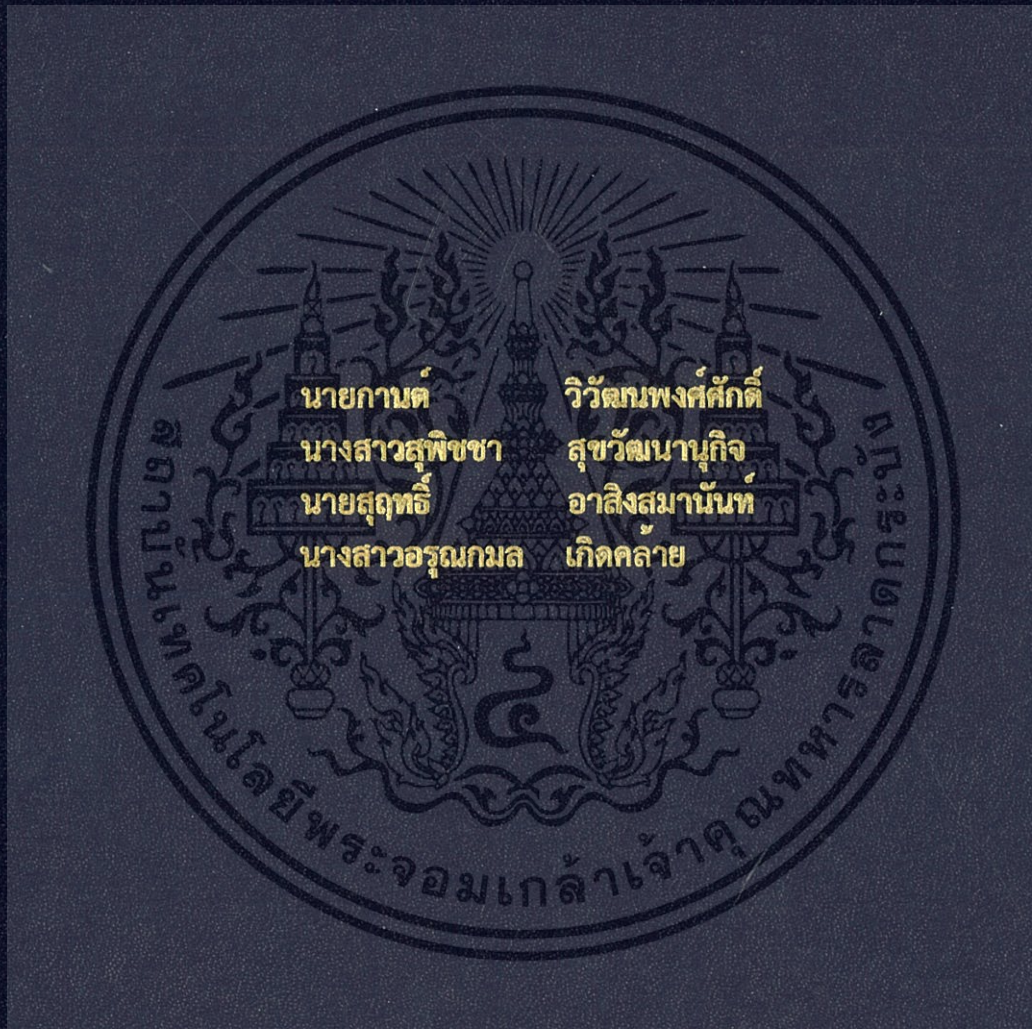 นายกานต์ วิวัฒนพงศ์ศักดิ์
นางสาวสุพิชชา สุขวัฒนานุกิจ
นายสุฤทธิ์ อาสิงสมานันท์
นางสาวอรุณกมล เกิดคล้าย
๔
สถาบันเทคโนโลยีพระจอมเกล้าเจ้าคุณทหารลาดกระบัง